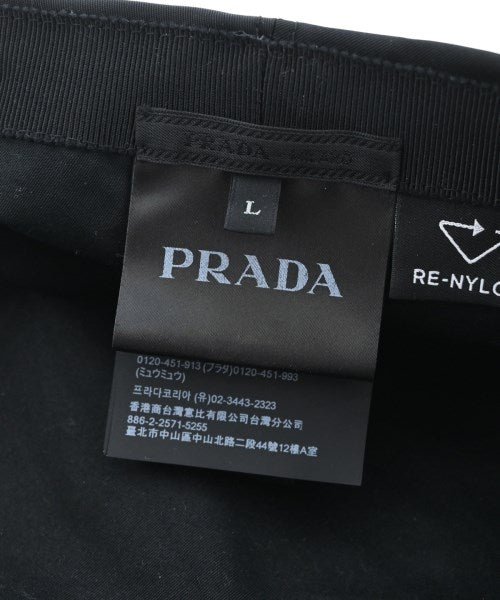 PRADA MILANO
L
PRADA
RE-NYLO
0120-451-913 (プラダ)0120-451-993
(ミュウミュウ)
프라다코리아 (유)02-3443-2323
香港商台灣意比有限公司台灣分公司
886-2-2571-5255
臺北市中山區中山北路二段44號12樓A室